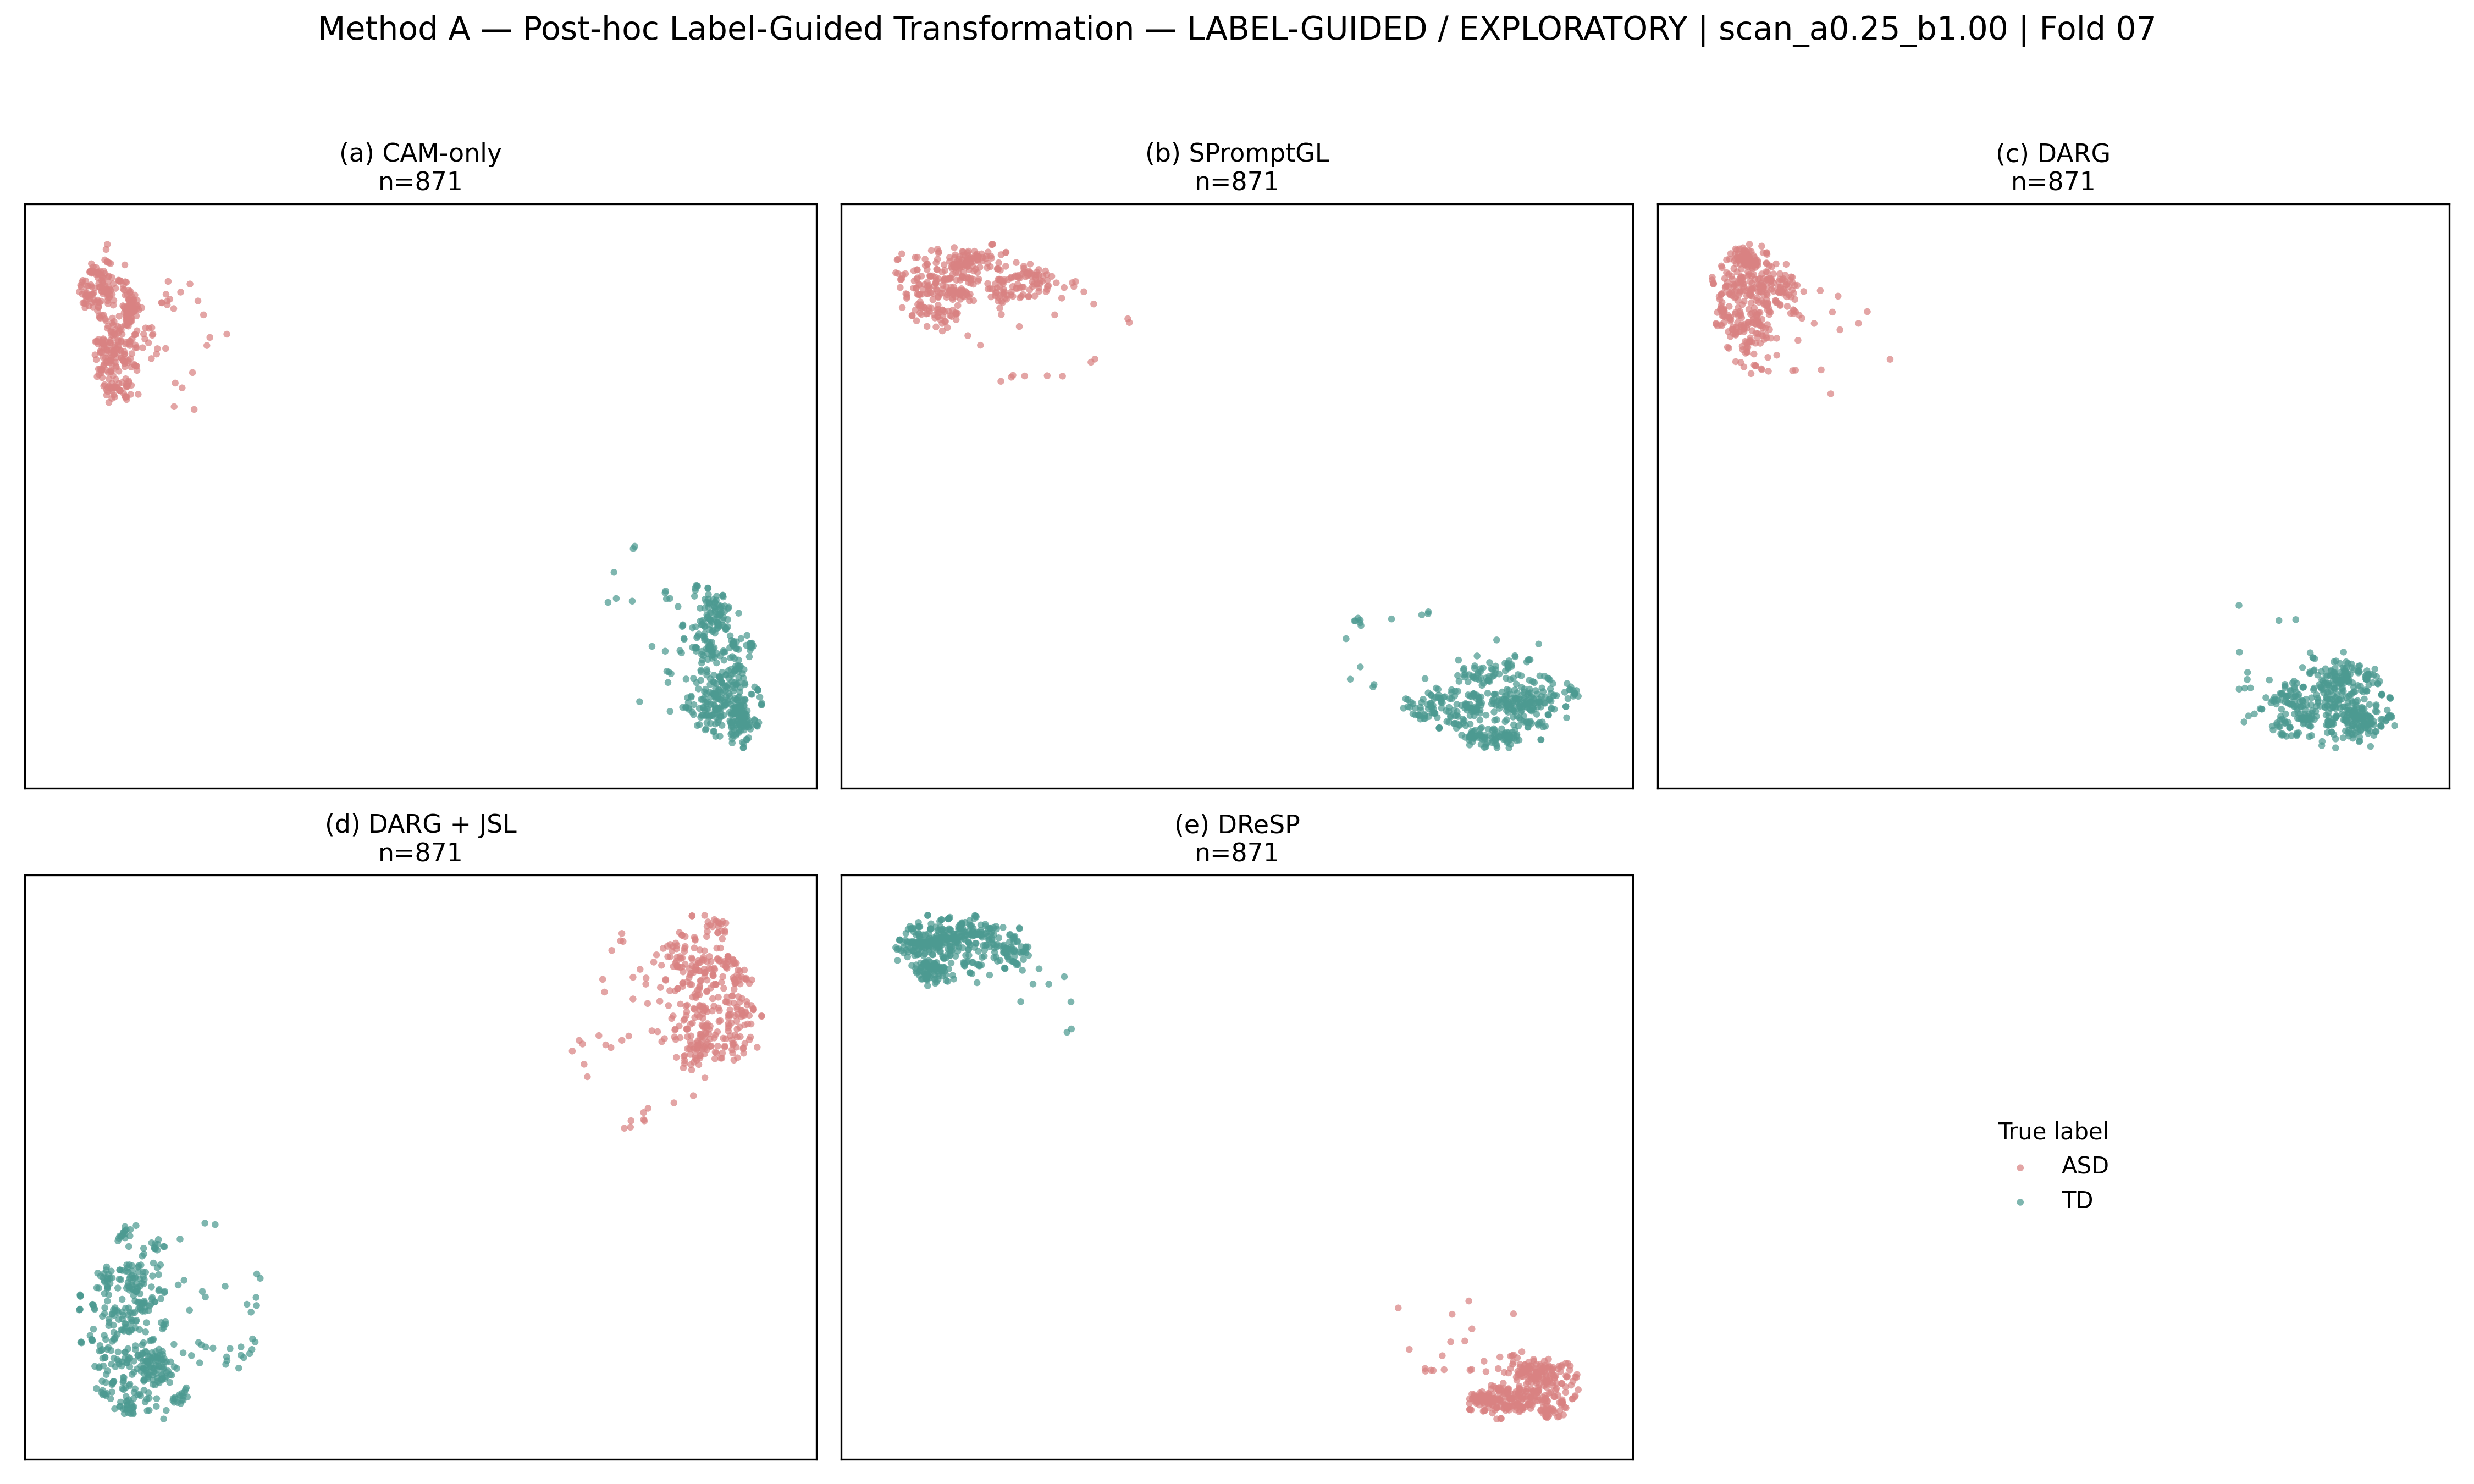 Method A — Post-hoc Label-Guided Transformation — LABEL-GUIDED / EXPLORATORY | scan_a0.25_b1.00 | Fold 07
(a) CAM-only
n=871
(b) SPromptGL
n=871
(c) DARG
n=871
(d) DARG + JSL
n=871
(e) DReSP
n=871
True label
ASD
TD